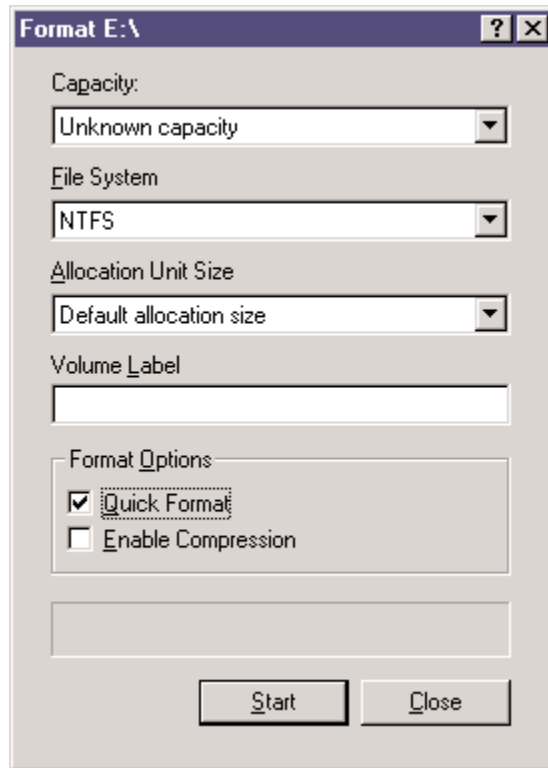 Format E:\
Capacity:
Unknown capacity
File System
NTFS
Allocation Unit Size
Default allocation size
Volume Label
Format Options
Quick Format
Enable Compression
Start
Close